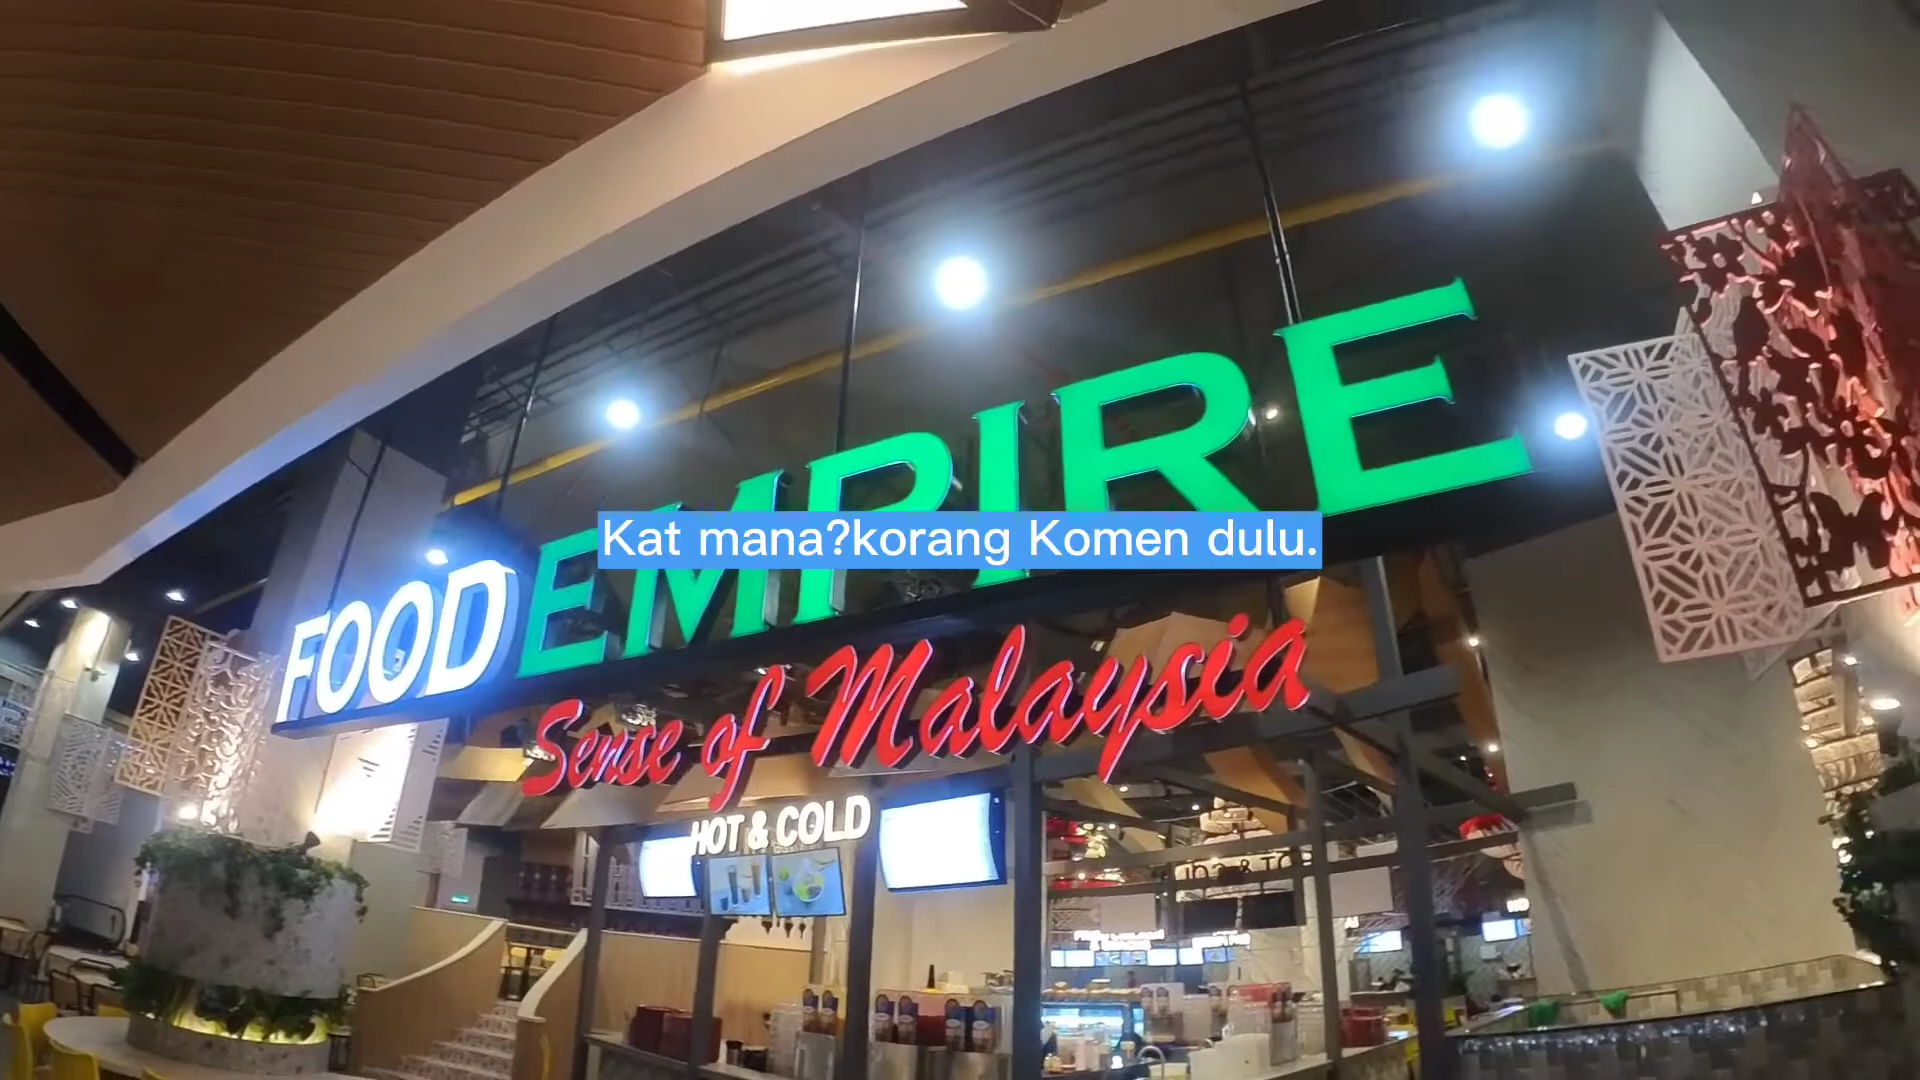 Kat mana?korang Komen dulu.
FOOD EMPIRE
Sense of Malaysia
HOT & COLD